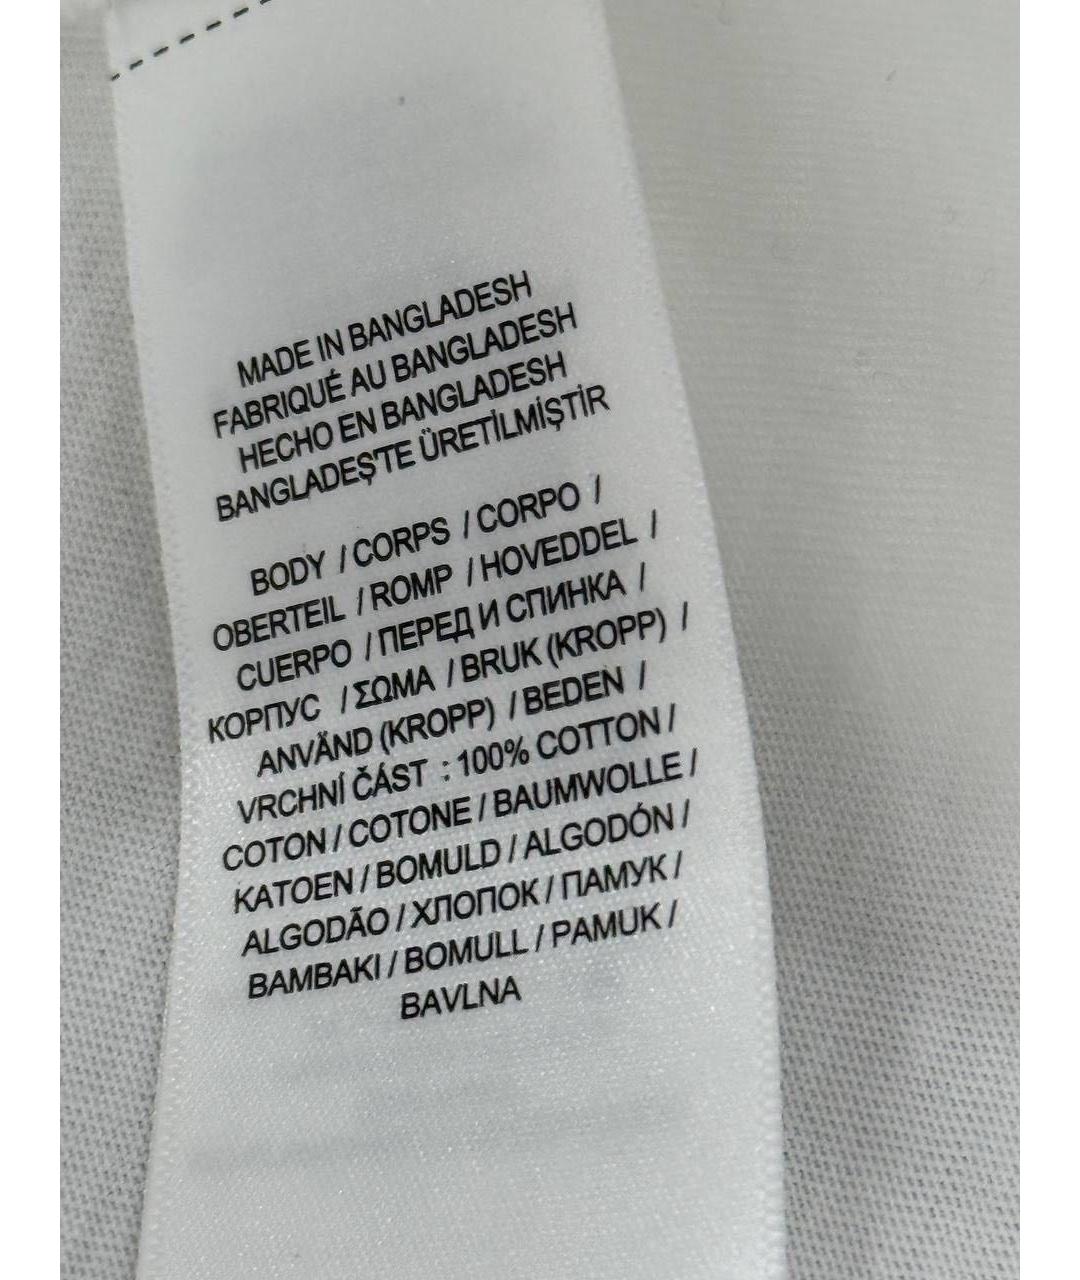 MADE IN BANGLADESH
FABRIQUÉ AU BANGLADESH
HECHO EN BANGLADESH
BANGLADEŞ'TE ÜRETİLMİŞTİR
BODY / CORPS / CORPO /
OBERTEIL / ROMP / HOVEDDEL /
CUERPO / ПЕРЕД И СПИНКА /
КОРПУС / ΣΩΜΑ / BRUK (KROPP) /
ANVÄND (KROPP) / BEDEN /
VRCHNÍ ČÁST : 100% COTTON /
COTON / COTONE / BAUMWOLLE /
KATOEN / BOMULD / ALGODÓN /
ALGODÃO / ХЛОПОК / ПАМУК /
BAMBAKI / BOMULL / PAMUK /
BAVLNA